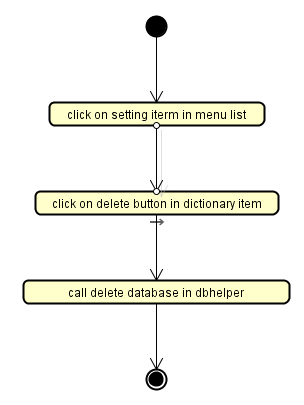 click on setting iterm in menu list
click on delete button in dictionary item
call delete database in dbhelper